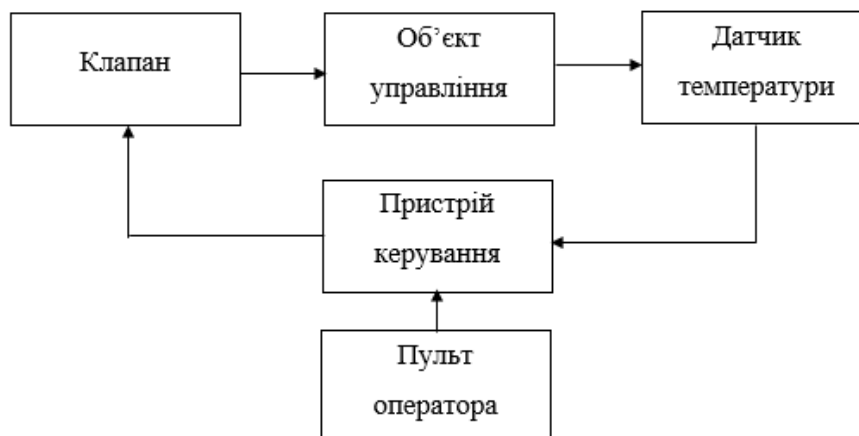 Клапан
Об’єкт
управління
Датчик
температури
Пристрій
керування
Пульт
оператора